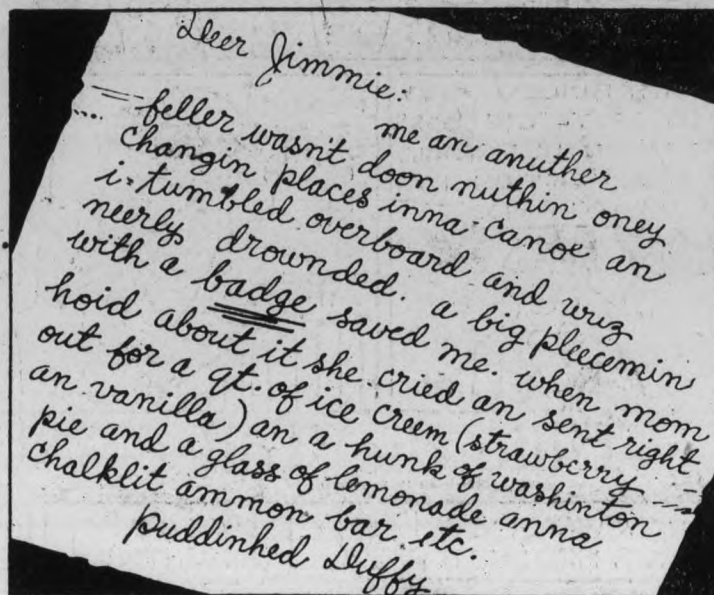 Deer Jimmie:
me an anuther
feller wasn't doon nuthin oney
changin places inna canoe an
i tumbled overboard and wuz
neerly drownded. a big pleecemin
with a badge saved me. when mom
hoid about it she cried an sent right
out for a qt. of ice creem (strawberry
an vanilla) an a hunk of washinton
pie and a glass of lemonade anna
chalklit ammon bar etc.
puddinhed Duffy